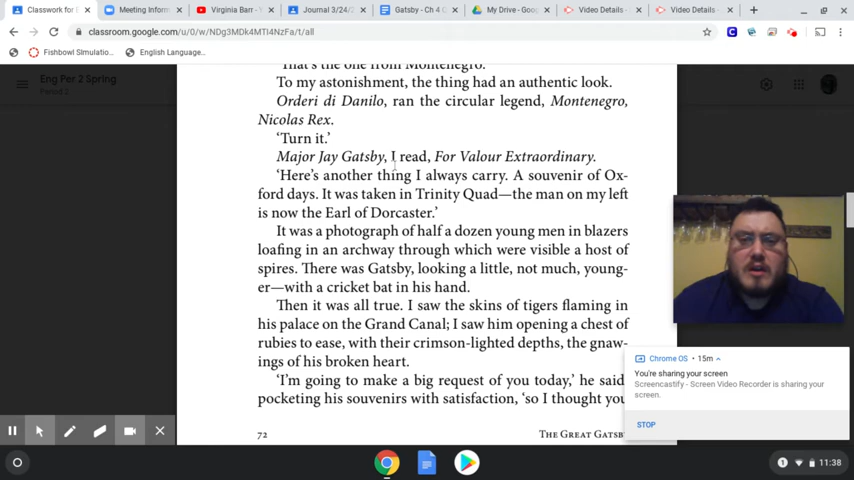 Classwork for E
Meeting Inform
Virginia Barr - Y
Journal 3/24/2
Gatsby - Ch 4 C
My Drive - Goog
Video Details -
Video Details -
classroom.google.com/u/0/w/NDg3MDk4MTI4NzFa/t/all
Fishbowl SImulatio...
English Language...
Eng Per 2 Spring
Period 2
'That's the one from Montenegro.'
To my astonishment, the thing had an authentic look.
Orderi di Danilo, ran the circular legend, Montenegro,
Nicolas Rex.
'Turn it.'
Major Jay Gatsby, I read, For Valour Extraordinary.
'Here's another thing I always carry. A souvenir of Ox-
ford days. It was taken in Trinity Quad—the man on my left
is now the Earl of Dorcaster.'
It was a photograph of half a dozen young men in blazers
loafing in an archway through which were visible a host of
spires. There was Gatsby, looking a little, not much, young-
er—with a cricket bat in his hand.
Then it was all true. I saw the skins of tigers flaming in
his palace on the Grand Canal; I saw him opening a chest of
rubies to ease, with their crimson-lighted depths, the gnaw-
ings of his broken heart.
'I'm going to make a big request of you today,' he said,
pocketing his souvenirs with satisfaction, 'so I thought you
72
The Great Gatsb
Chrome OS • 15m
You're sharing your screen
Screencastify - Screen Video Recorder is sharing your
screen.
STOP
1
11:38